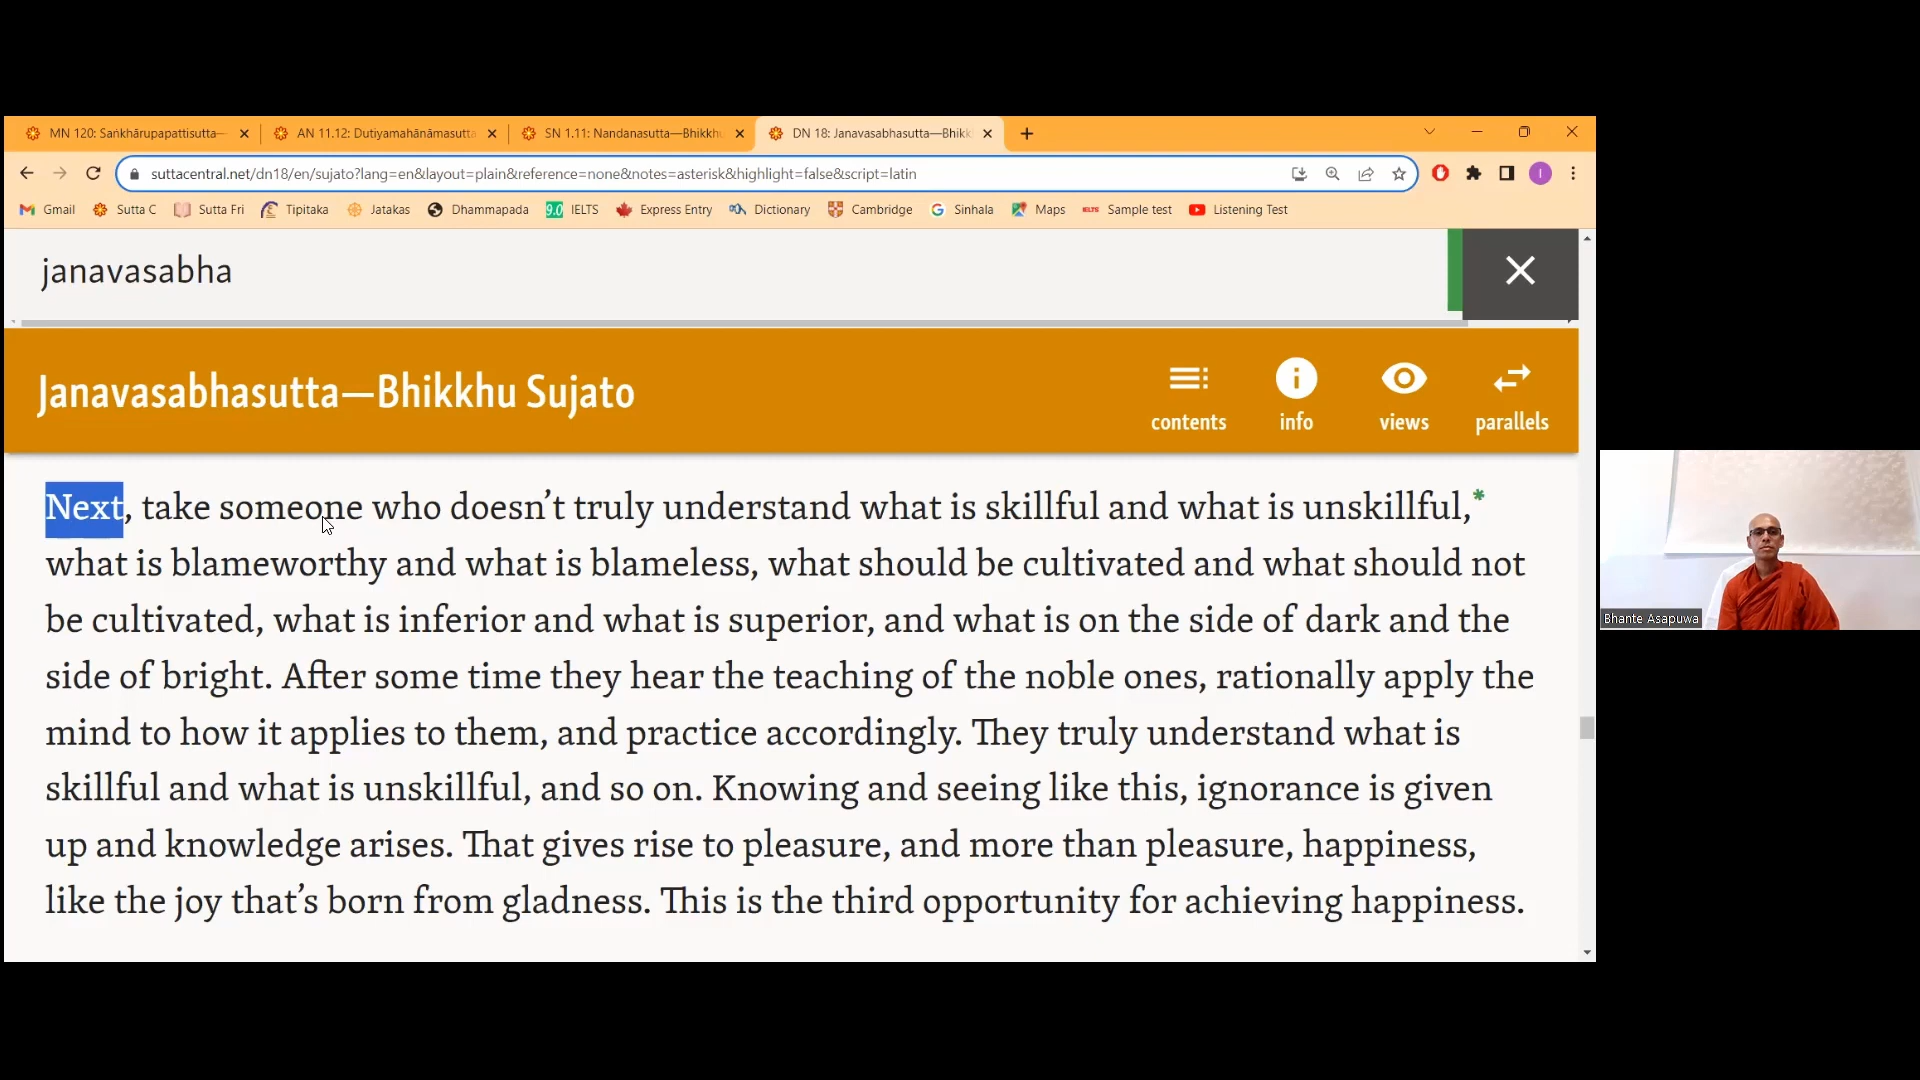 MN 120: Saṅkhārupapattisutta—
AN 11.12: Dutiyamahānāmasutta
SN 1.11: Nandanasutta—Bhikkhu
DN 18: Janavasabhasutta—Bhikk
suttacentral.net/dn18/en/sujato?lang=en&layout=plain&reference=none&notes=asterisk&highlight=false&script=latin
I
Gmail Sutta C Sutta Fri Tipitaka Jatakas Dhammapada 9.0 IELTS Express Entry Dictionary Cambridge Sinhala Maps IELTS Sample test Listening Test
janavasabha
Janavasabhasutta—Bhikkhu Sujato
contents info views parallels
Next, take someone who doesn’t truly understand what is skillful and what is unskillful,*
what is blameworthy and what is blameless, what should be cultivated and what should not
be cultivated, what is inferior and what is superior, and what is on the side of dark and the
side of bright. After some time they hear the teaching of the noble ones, rationally apply the
mind to how it applies to them, and practice accordingly. They truly understand what is
skillful and what is unskillful, and so on. Knowing and seeing like this, ignorance is given
up and knowledge arises. That gives rise to pleasure, and more than pleasure, happiness,
like the joy that’s born from gladness. This is the third opportunity for achieving happiness.
Bhante Asapuwa